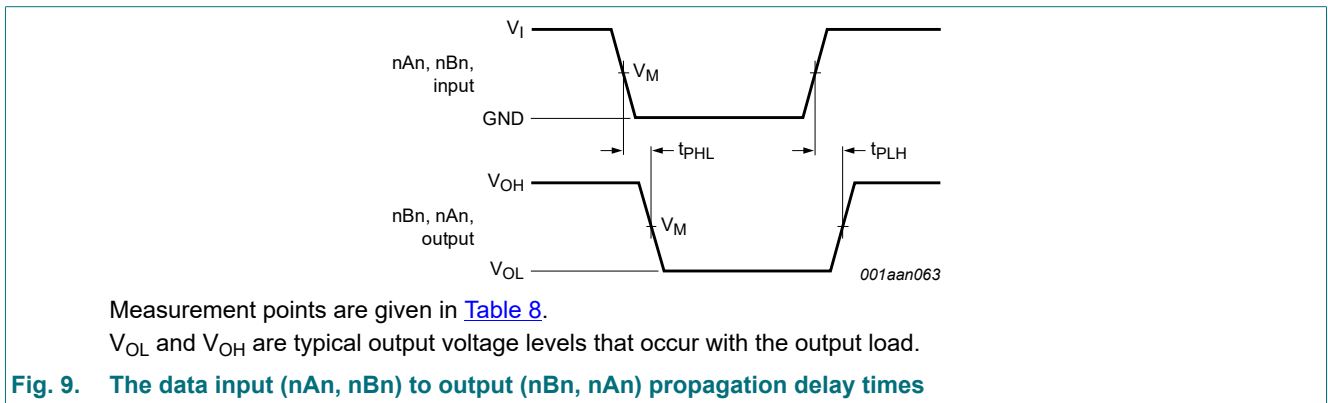 V_I
nAn, nBn,
input
V_M
GND
t_PHL
t_PLH
V_OH
nBn, nAn,
output
V_M
V_OL
001aan063
Measurement points are given in Table 8.
V_OL and V_OH are typical output voltage levels that occur with the output load.
Fig. 9. The data input (nAn, nBn) to output (nBn, nAn) propagation delay times